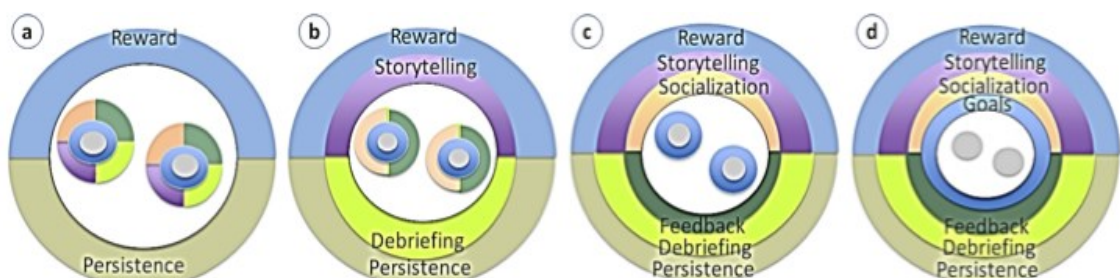 a
Reward
Persistence
b
Reward
Storytelling
Debriefing
Persistence
c
Reward
Storytelling
Socialization
Feedback
Debriefing
Persistence
d
Reward
Storytelling
Socialization
Goals
Feedback
Debriefing
Persistence